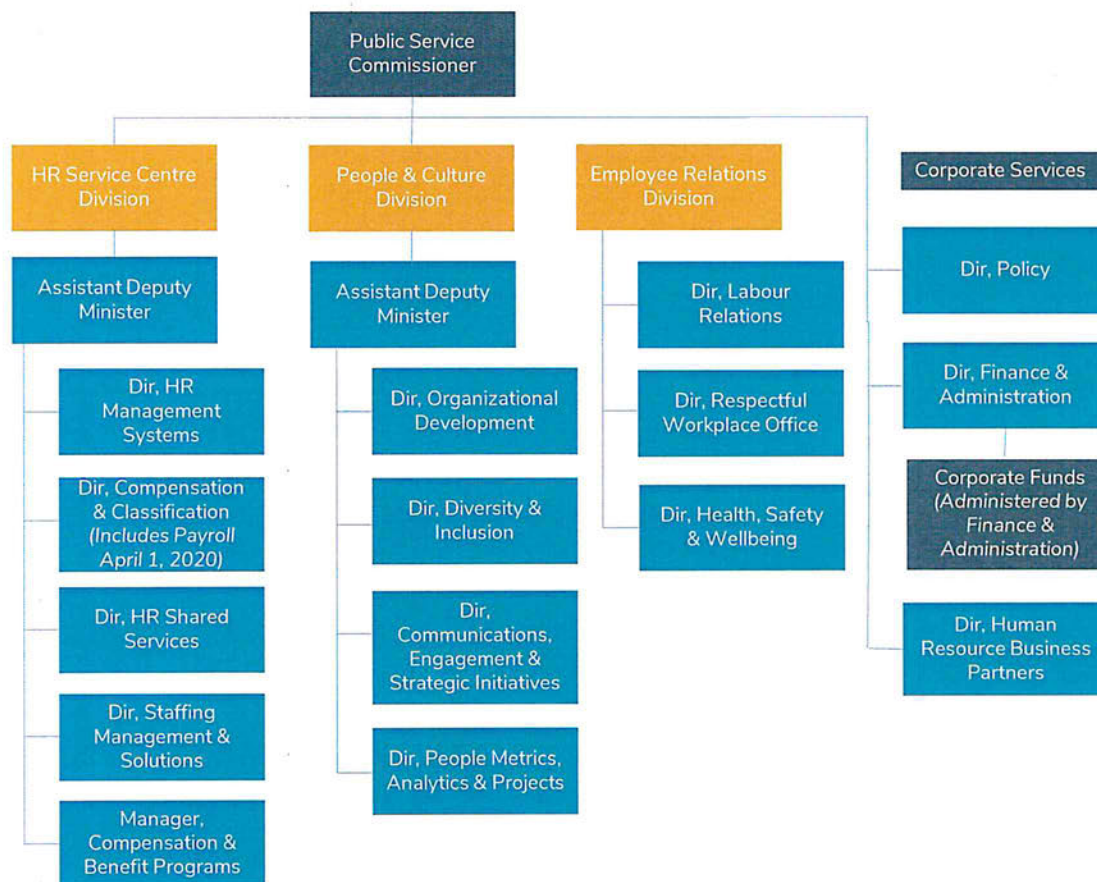 Public Service
Commissioner
HR Service Centre
Division
Assistant Deputy
Minister
Dir, HR
Management
Systems
Dir, Compensation
& Classification
(Includes Payroll
April 1, 2020)
Dir, HR Shared
Services
Dir, Staffing
Management &
Solutions
Manager,
Compensation &
Benefit Programs
People & Culture
Division
Assistant Deputy
Minister
Dir, Organizational
Development
Dir, Diversity &
Inclusion
Dir,
Communications,
Engagement &
Strategic Initiatives
Dir, People Metrics,
Analytics & Projects
Employee Relations
Division
Dir, Labour
Relations
Dir, Respectful
Workplace Office
Dir, Health, Safety
& Wellbeing
Corporate Services
Dir, Policy
Dir, Finance &
Administration
Corporate Funds
(Administered by
Finance &
Administration)
Dir, Human
Resource Business
Partners